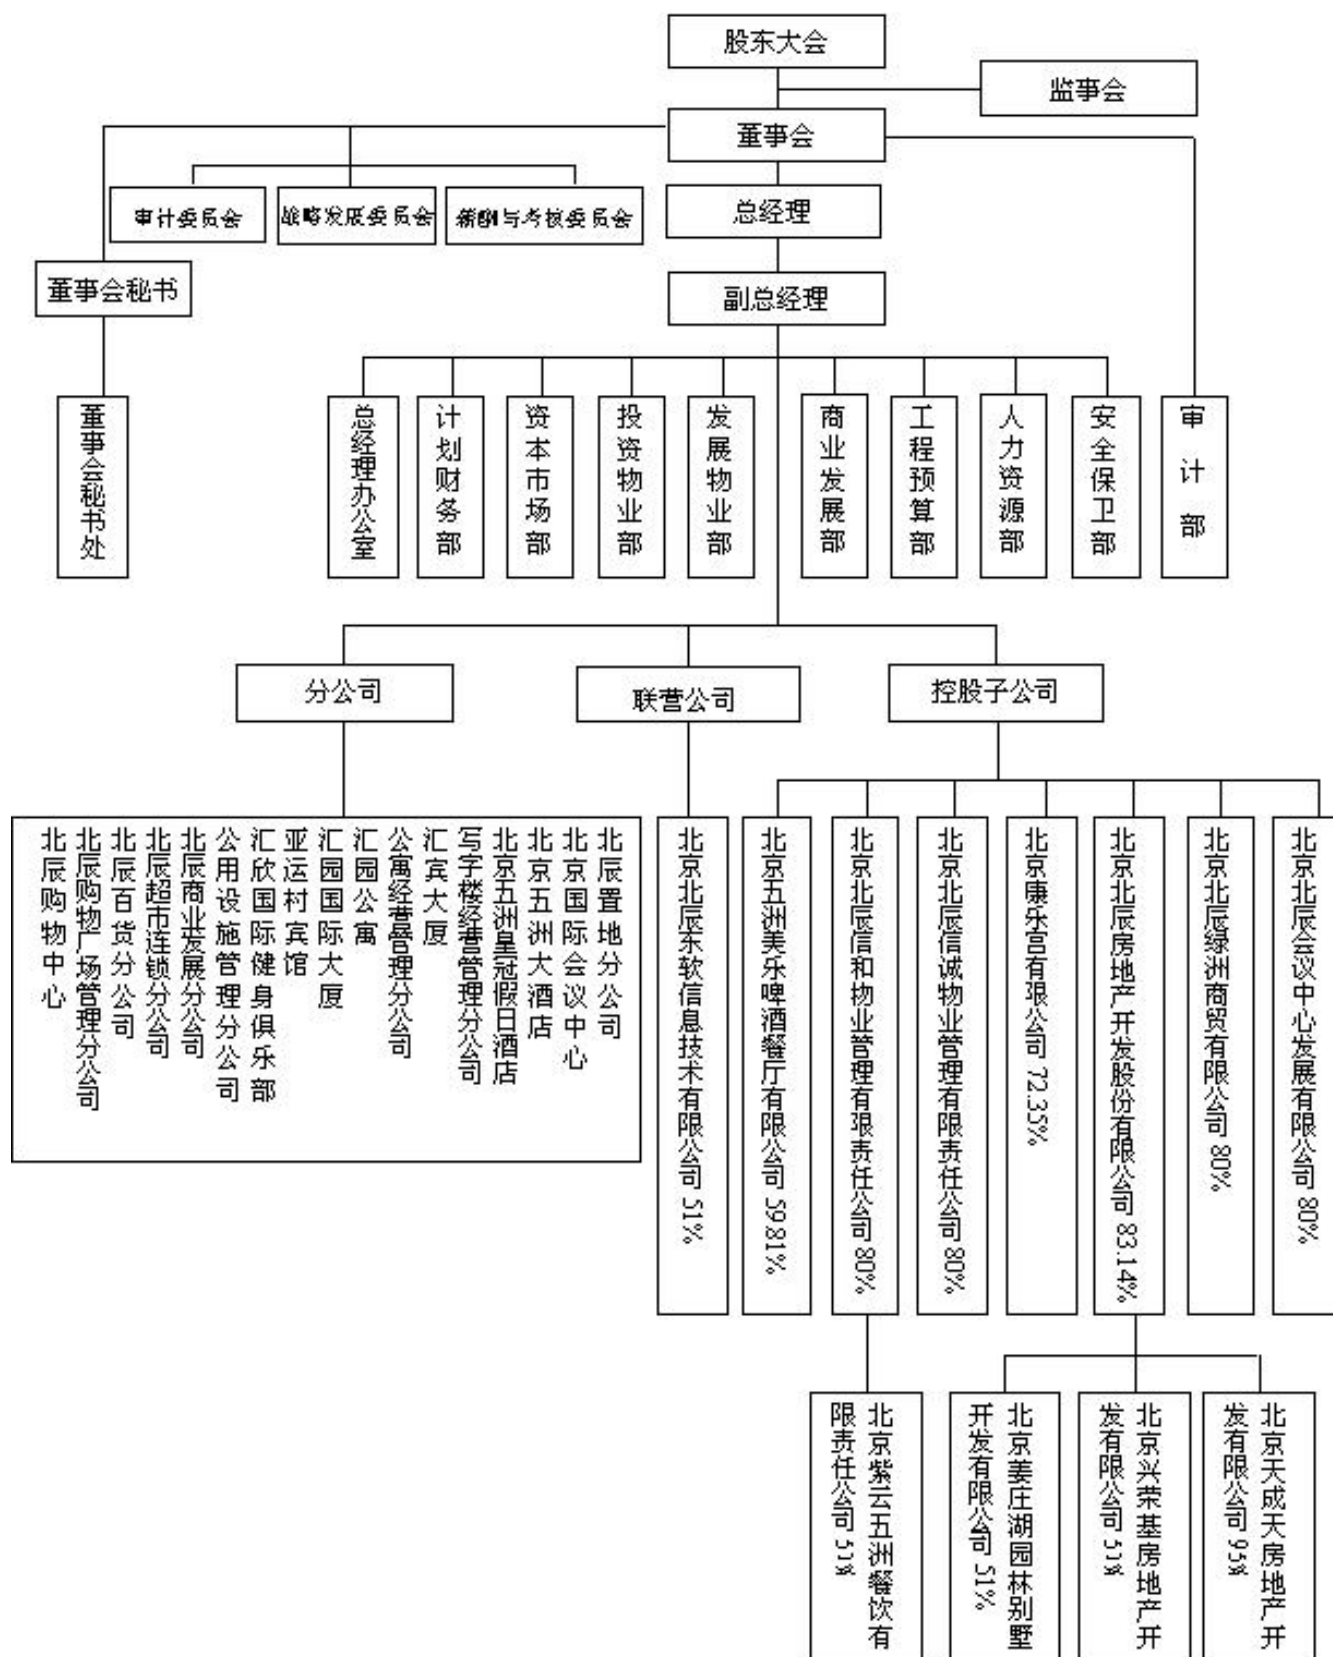 股东大会
监事会
董事会
审计委员会
战略发展委员会
薪酬与考核委员会
总经理
董事会秘书
副总经理
董事会秘书处
总经理办公室
计划财务部
资本市场部
投资物业部
发展物业部
商业发展部
工程预算部
人力资源部
安全保卫部
审计部
分公司
联营公司
控股子公司
北辰置地分公司
北京国际会议中心
北京五洲大酒店
北京五洲皇冠假日酒店
写字楼经营管理分公司
汇宾大厦
公寓经营管理分公司
汇园公寓
汇园国际大厦
亚运村宾馆
汇欣国际健身俱乐部
公用设施管理分公司
北辰商业发展分公司
北辰超市连锁分公司
北辰百货分公司
北辰购物广场管理分公司
北辰购物中心
北京北辰东软信息技术有限公司 51%
北京五洲美乐啤酒餐厅有限公司 59.81%
北京北辰信和物业管理有限责任公司 80%
北京北辰信诚物业管理有限责任公司 80%
北京康乐宫有限公司 72.35%
北京北辰房地产开发股份有限公司 83.14%
北京北辰绿洲商贸有限公司 80%
北京北辰会议中心发展有限公司 80%
北京紫云五洲餐饮有
限责任公司 51%
北京姜庄湖园林别墅
开发有限公司 51%
北京兴荣基房地产开
发有限公司 51%
北京天成天房地产开
发有限公司 95%